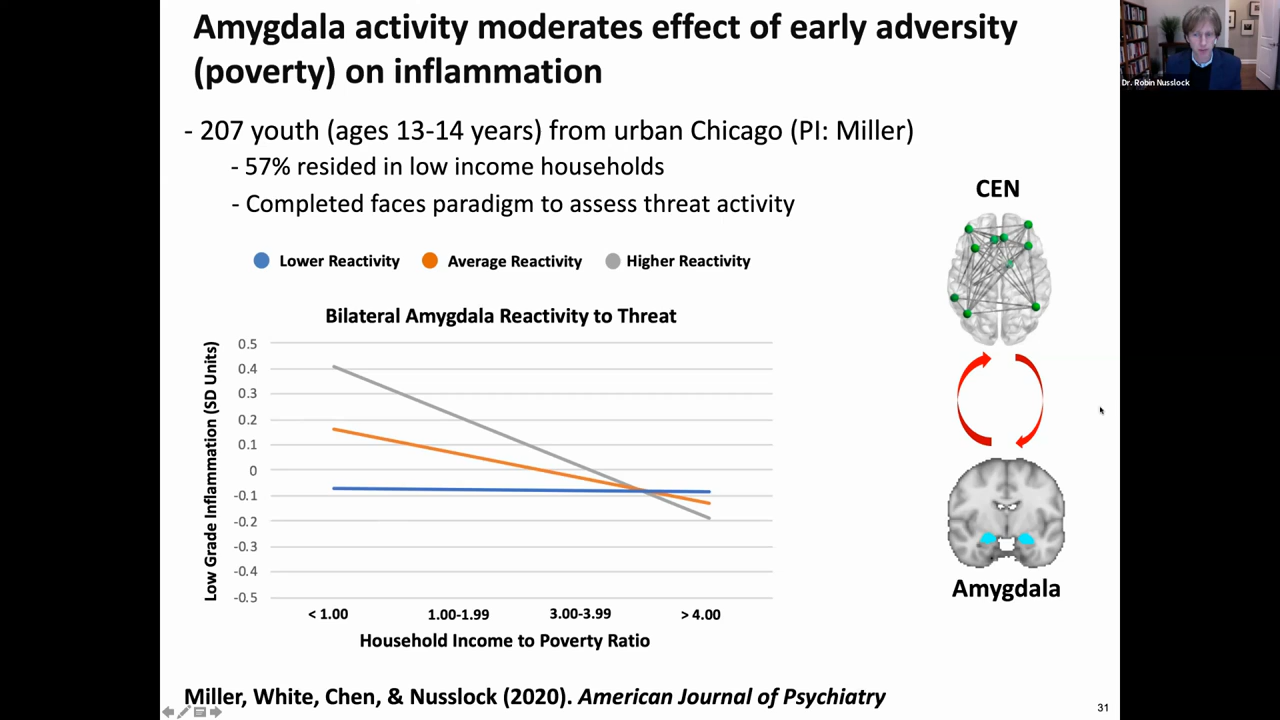 Amygdala activity moderates effect of early adversity
(poverty) on inflammation
Dr. Robin Nusslock
- 207 youth (ages 13-14 years) from urban Chicago (PI: Miller)
- 57% resided in low income households
- Completed faces paradigm to assess threat activity
CEN
Lower Reactivity Average Reactivity Higher Reactivity
Bilateral Amygdala Reactivity to Threat
Low Grade Inflammation (SD Units)
0.5
0.4
0.3
0.2
0.1
0
-0.1
-0.2
-0.3
-0.4
-0.5
< 1.00 1.00-1.99 3.00-3.99 > 4.00
Household Income to Poverty Ratio
Amygdala
Miller, White, Chen, & Nusslock (2020). American Journal of Psychiatry
31